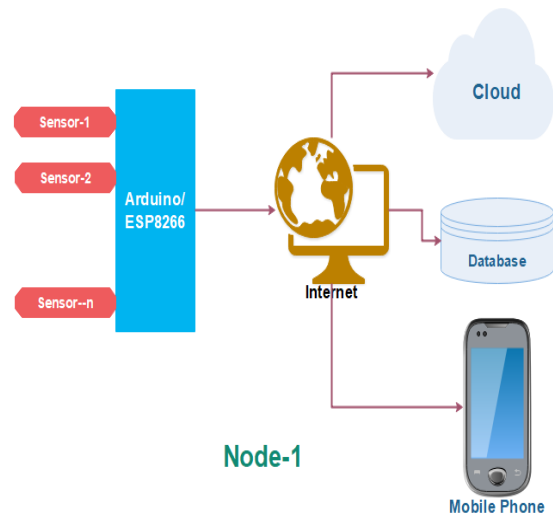 Sensor-1
Sensor-2
Sensor--n
Arduino/
ESP8266
Internet
Cloud
Database
Mobile Phone
Node-1